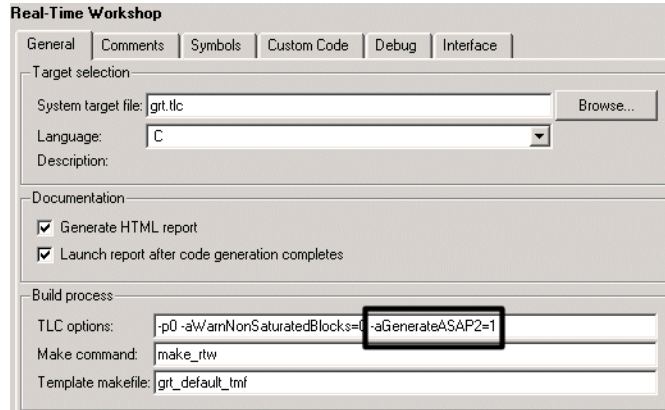 Real-Time Workshop
General Comments Symbols Custom Code Debug Interface
Target selection
System target file: grt.tlc Browse...
Language: C
Description:
Documentation
Generate HTML report
Launch report after code generation completes
Build process
TLC options: -p0 -aWarnNonSaturatedBlocks=0 -aGenerateASAP2=1
Make command: make_rtw
Template makefile: grt_default_tmf